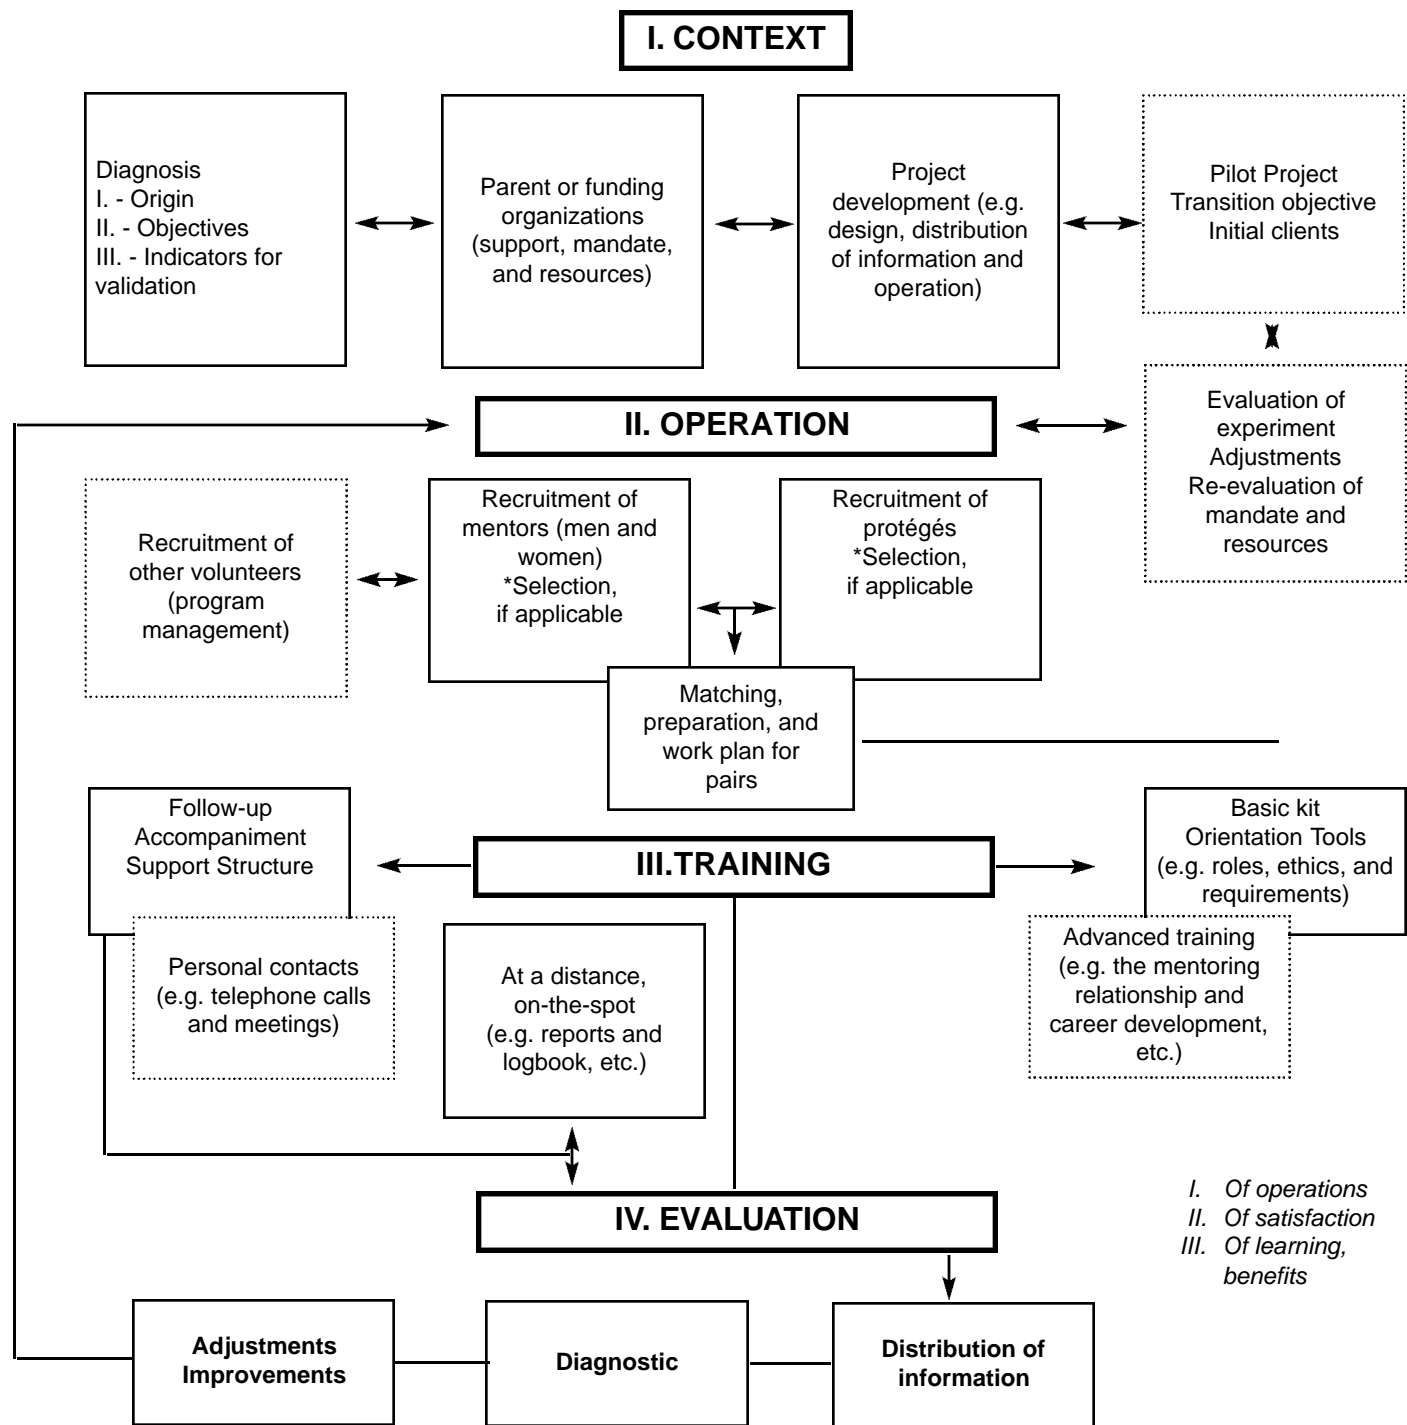 I. CONTEXT
Diagnosis
I. - Origin
II. - Objectives
III. - Indicators for
validation
Parent or funding
organizations
(support, mandate,
and resources)
Project
development (e.g.
design, distribution
of information and
operation)
Pilot Project
Transition objective
Initial clients
Evaluation of
experiment
Adjustments
Re-evaluation of
mandate and
resources
II. OPERATION
Recruitment of
other volunteers
(program
management)
Recruitment of
mentors (men and
women)
*Selection,
if applicable
Recruitment of
protégés
*Selection,
if applicable
Matching,
preparation, and
work plan for
pairs
Follow-up
Accompaniment
Support Structure
III.TRAINING
Basic kit
Orientation Tools
(e.g. roles, ethics, and
requirements)
Personal contacts
(e.g. telephone calls
and meetings)
At a distance,
on-the-spot
(e.g. reports and
logbook, etc.)
Advanced training
(e.g. the mentoring
relationship and
career development,
etc.)
IV. EVALUATION
I. Of operations
II. Of satisfaction
III. Of learning,
benefits
Adjustments
Improvements
Diagnostic
Distribution of
information